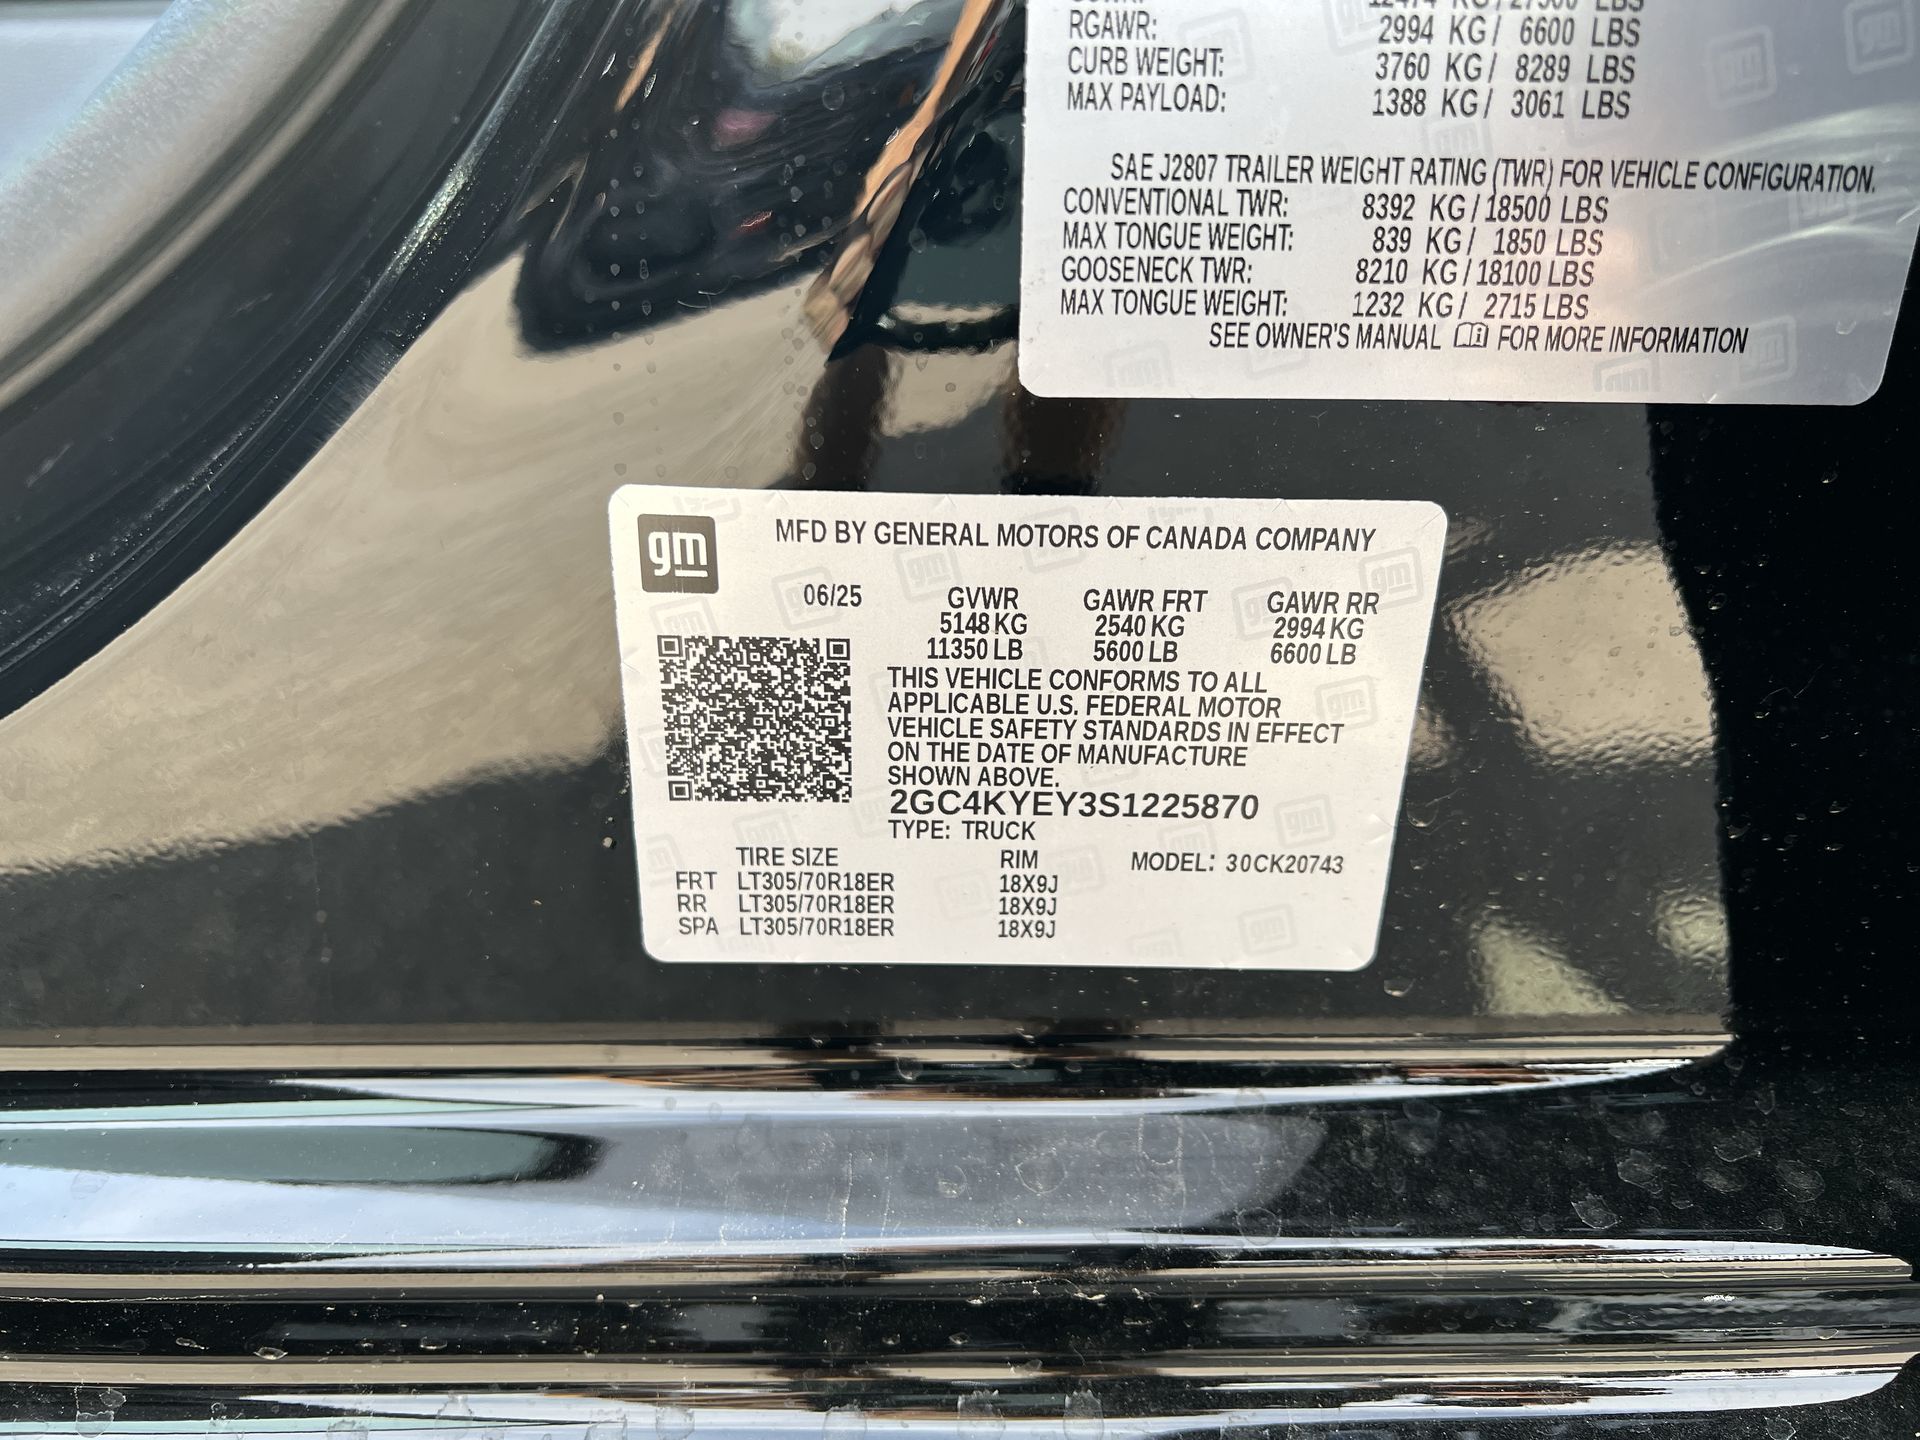 12474 KG/27500 LBS
RGAWR: 2994 KG/ 6600 LBS
CURB WEIGHT: 3760 KG/ 8289 LBS
MAX PAYLOAD: 1388 KG/ 3061 LBS
SAE J2807 TRAILER WEIGHT RATING (TWR) FOR VEHICLE CONFIGURATION.
CONVENTIONAL TWR: 8392 KG/18500 LBS
MAX TONGUE WEIGHT: 839 KG/ 1850 LBS
GOOSENECK TWR: 8210 KG/18100 LBS
MAX TONGUE WEIGHT: 1232 KG/ 2715 LBS
SEE OWNER'S MANUAL FOR MORE INFORMATION
gm
MFD BY GENERAL MOTORS OF CANADA COMPANY
06/25 GVWR GAWR FRT GAWR RR
5148 KG 2540 KG 2994 KG
11350 LB 5600 LB 6600 LB
THIS VEHICLE CONFORMS TO ALL
APPLICABLE U.S. FEDERAL MOTOR
VEHICLE SAFETY STANDARDS IN EFFECT
ON THE DATE OF MANUFACTURE
SHOWN ABOVE.
2GC4KYEY3S1225870
TYPE: TRUCK
TIRE SIZE RIM MODEL: 30CK20743
FRT LT305/70R18ER 18X9J
RR LT305/70R18ER 18X9J
SPA LT305/70R18ER 18X9J